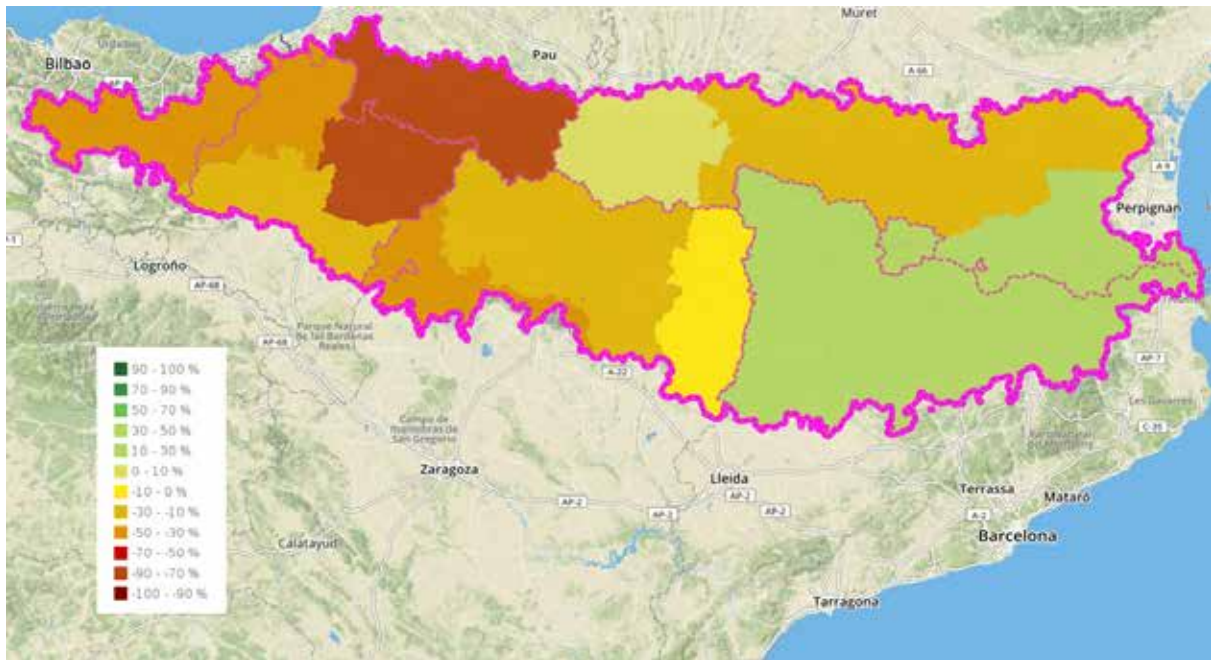 Muret
Bilbao
Pau
A-66
A-9
Perpignan
Logroño
AP-68
AP-68
Parque Natural
de las Bardenas
Reales
A-22
AP-7
Les Gavarres
C-35
Campo de
maniobras de
San Gregorio
Zaragoza
Lleida
AP-2
AP-2
AP-2
AP-2
Terrassa
Mataró
A-2
Barcelona
Calatayud
Tarragona
90 - 100 %
70 - 90 %
50 - 70 %
30 - 50 %
10 - 30 %
0 - 10 %
-10 - 0 %
-30 - -10 %
-50 - -30 %
-70 - -50 %
-90 - -70 %
-100 - -90 %